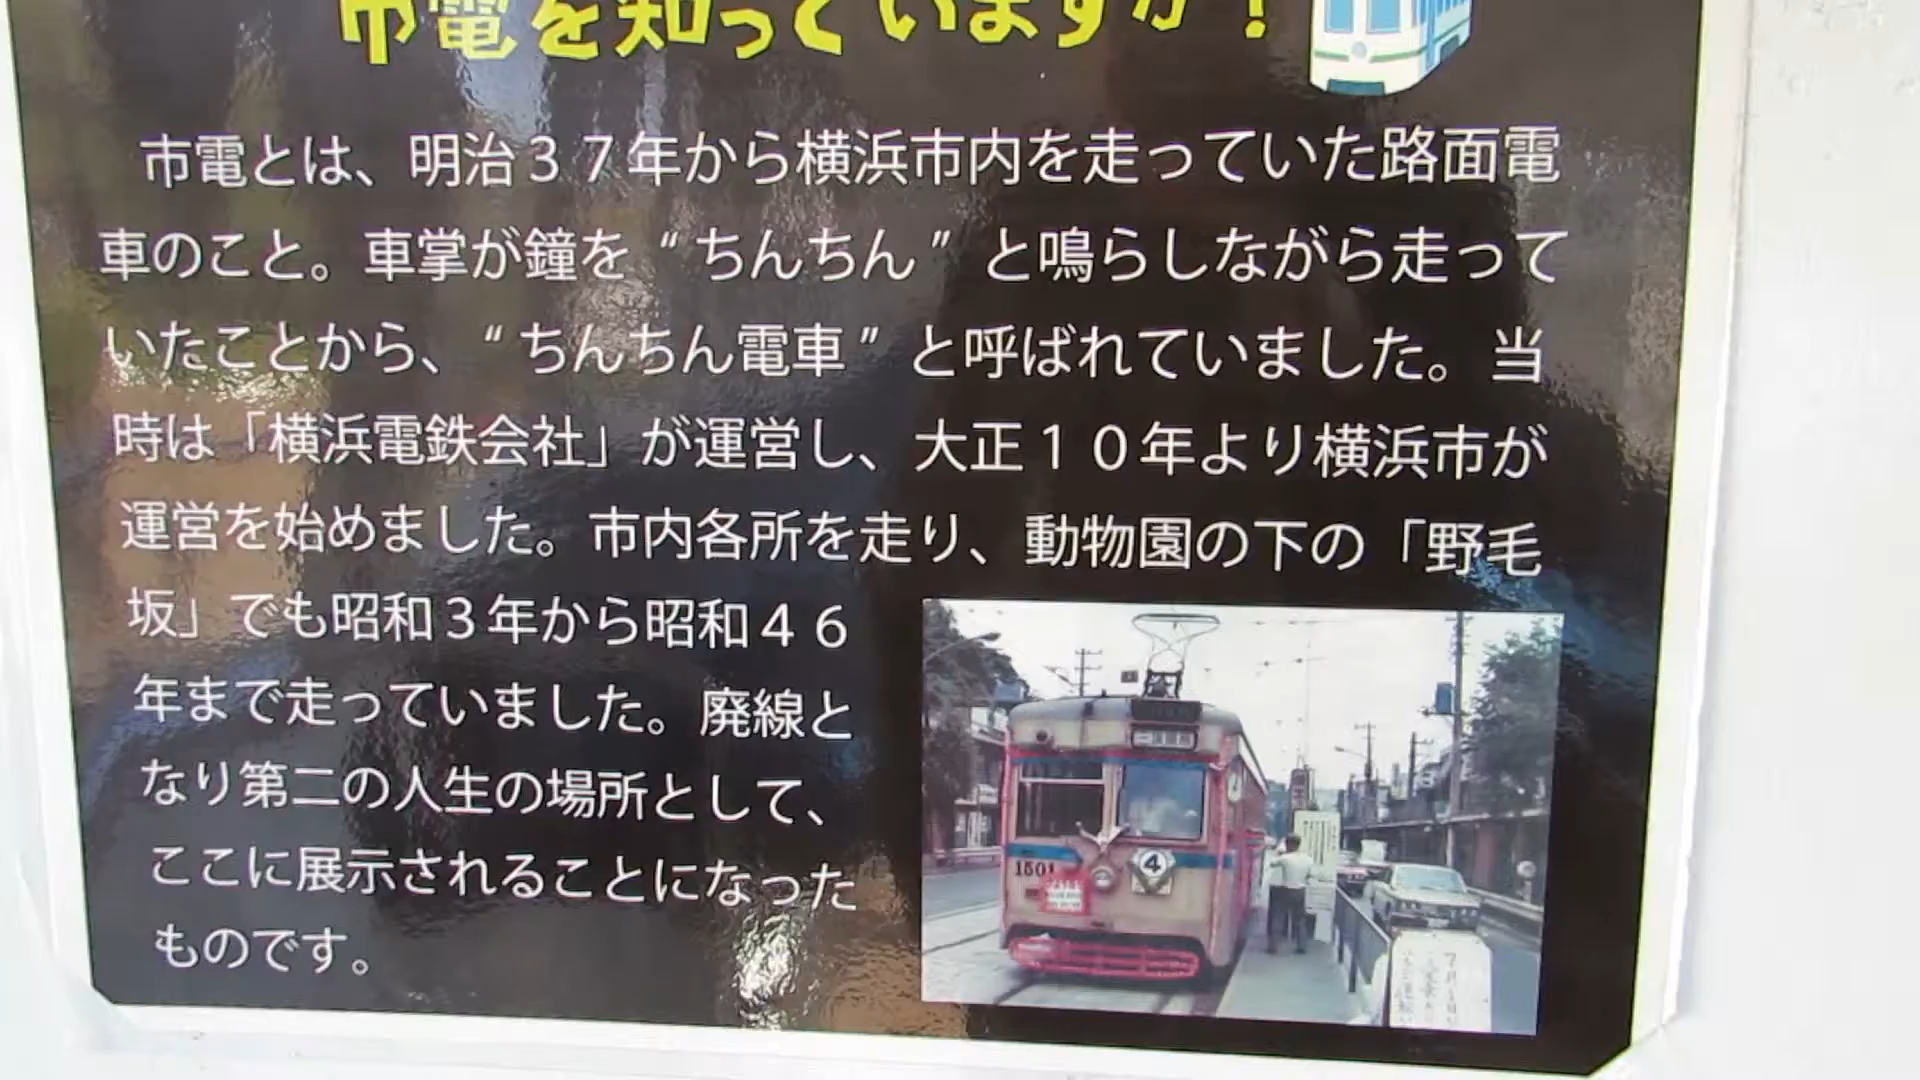 市電を知っていますか！
市電とは、明治３７年から横浜市内を走っていた路面電
車のこと。車掌が鐘を“ちんちん”と鳴らしながら走って
いたことから、“ちんちん電車”と呼ばれていました。当
時は「横浜電鉄会社」が運営し、大正１０年より横浜市が
運営を始めました。市内各所を走り、動物園の下の「野毛
坂」でも昭和３年から昭和４６
年まで走っていました。廃線と
なり第二の人生の場所として、
ここに展示されることになった
ものです。
1501
4